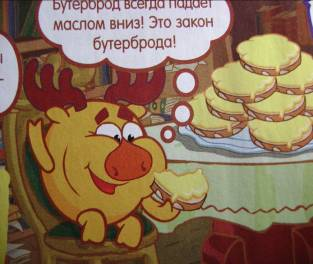 Бутерброд всегда падает
маслом вниз! Это закон
бутерброда!